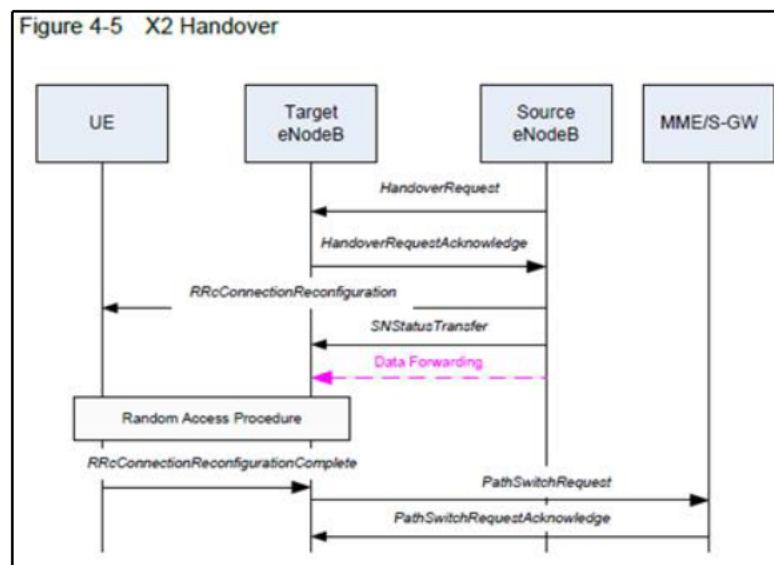 Figure 4-5 X2 Handover
UE
Target
eNodeB
Source
eNodeB
MME/S-GW
HandoverRequest
HandoverRequestAcknowledge
RRcConnectionReconfiguration
SNStatusTransfer
Data Forwarding
Random Access Procedure
RRcConnectionReconfigurationComplete
PathSwitchRequest
PathSwitchRequestAcknowledge